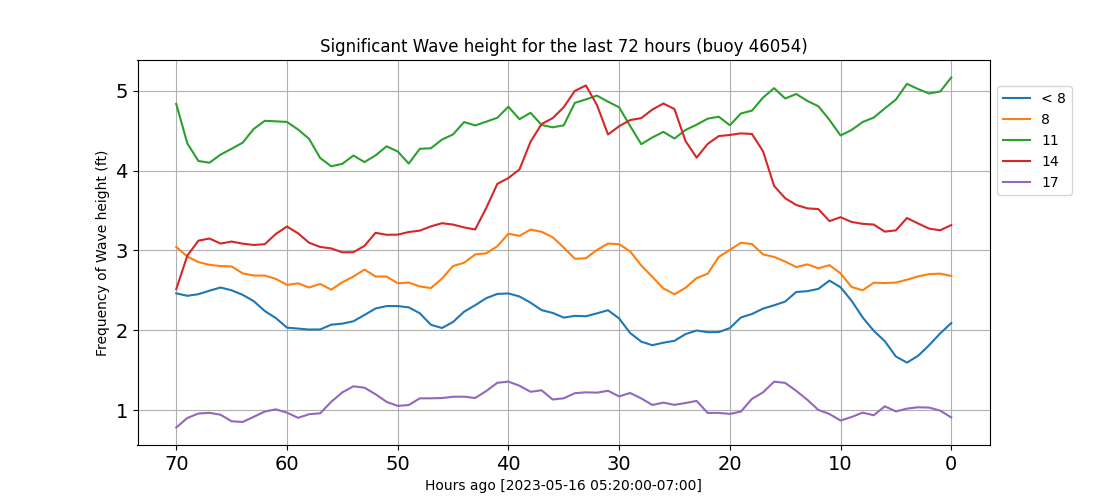 Significant Wave height for the last 72 hours (buoy 46054)
Frequency of Wave height (ft)
5
4
3
2
1
70 60 50 40 30 20 10 0
Hours ago [2023-05-16 05:20:00-07:00]
< 8
8
11
14
17